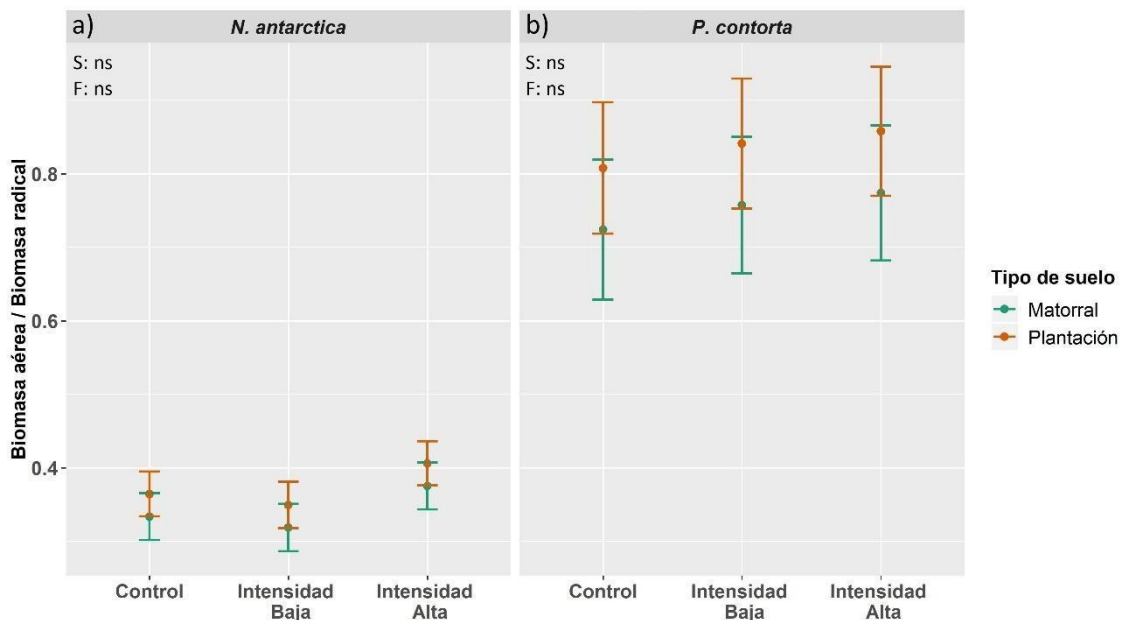 a)
N. antarctica
b)
P. contorta
S: ns
F: ns
S: ns
F: ns
Biomasa aérea / Biomasa radical
0.8
0.6
0.4
Control
Intensidad
Baja
Intensidad
Alta
Control
Intensidad
Baja
Intensidad
Alta
Tipo de suelo
Matorral
Plantación